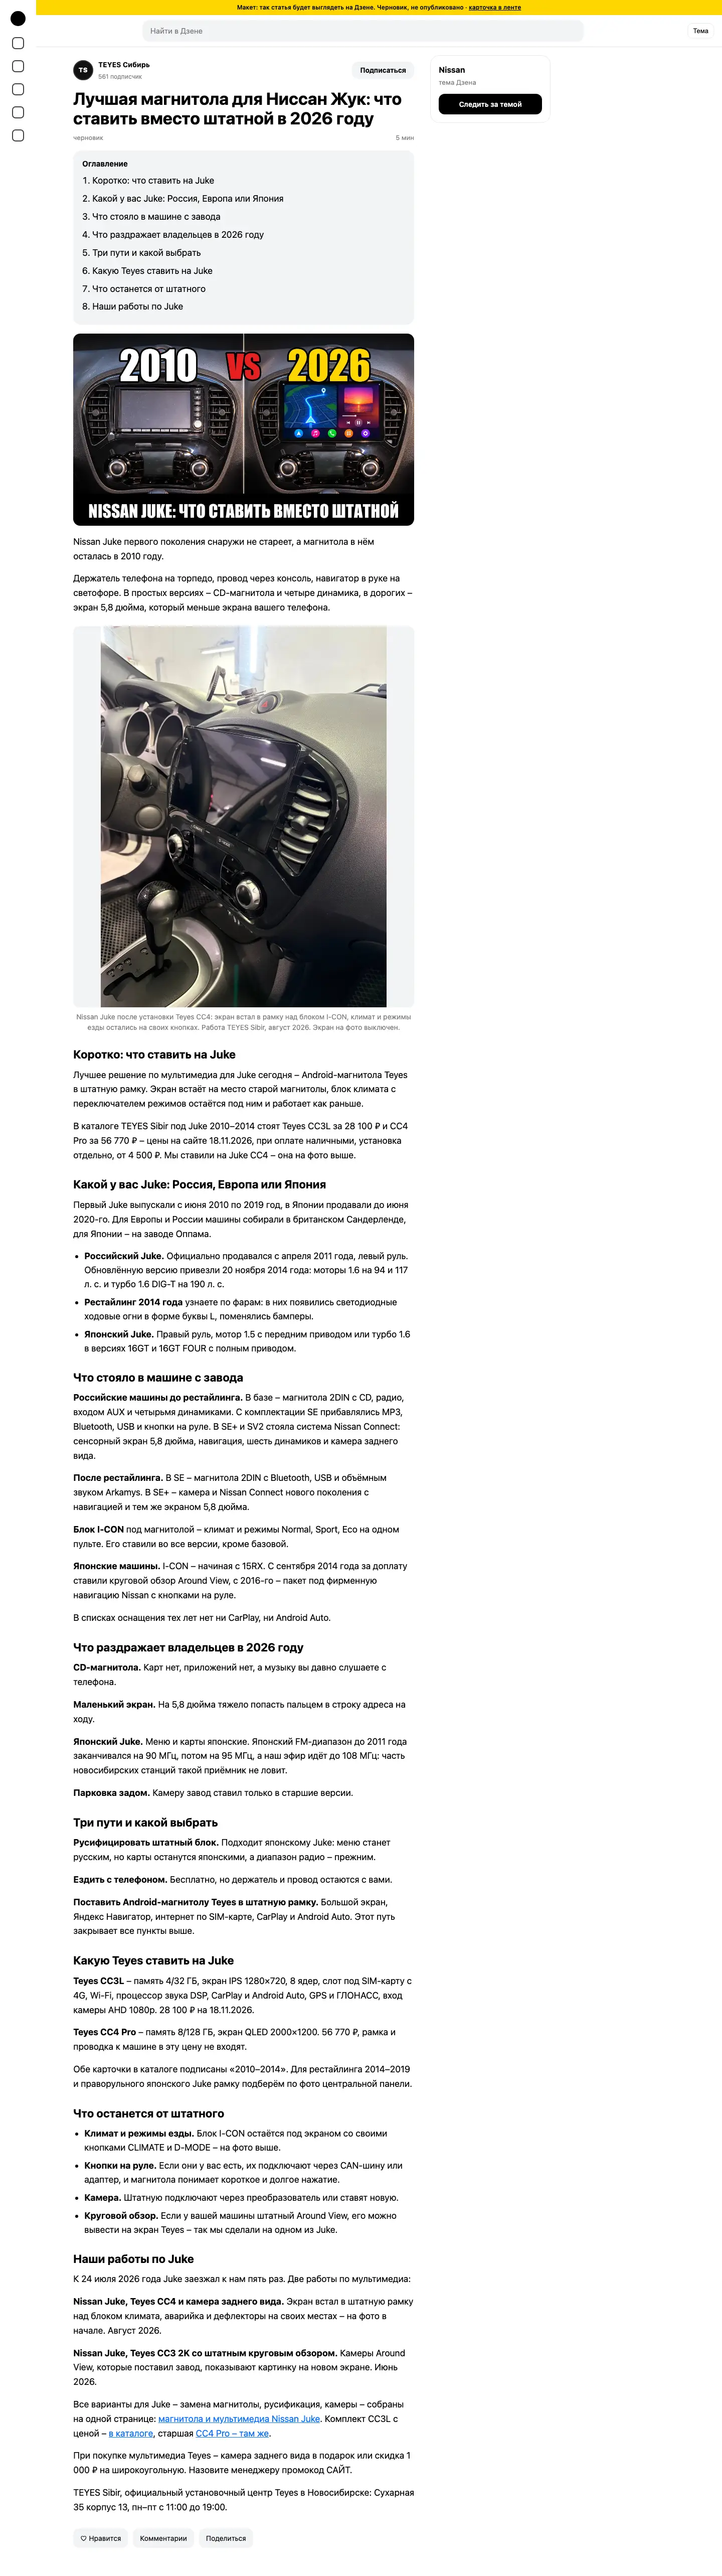 Макет: так статья будет выглядеть на Дзене. Черновик, не опубликовано · карточка в ленте
Найти в Дзене
Тема
TS
TEYES Сибирь
561 подписчик
Подписаться
Nissan
тема Дзена
Следить за темой
Лучшая магнитола для Ниссан Жук: что
ставить вместо штатной в 2026 году
черновик
5 мин
Оглавление
1. Коротко: что ставить на Juke
2. Какой у вас Juke: Россия, Европа или Япония
3. Что стояло в машине с завода
4. Что раздражает владельцев в 2026 году
5. Три пути и какой выбрать
6. Какую Teyes ставить на Juke
7. Что останется от штатного
8. Наши работы по Juke
2010 VS 2026
NISSAN JUKE: ЧТО СТАВИТЬ ВМЕСТО ШТАТНОЙ
Nissan Juke первого поколения снаружи не стареет, а магнитола в нём
осталась в 2010 году.
Держатель телефона на торпедо, провод через консоль, навигатор в руке на
светофоре. В простых версиях – CD-магнитола и четыре динамика, в дорогих –
экран 5,8 дюйма, который меньше экрана вашего телефона.
Nissan Juke после установки Teyes CC4: экран встал в рамку над блоком I-CON, климат и режимы
езды остались на своих кнопках. Работа TEYES Sibir, август 2026. Экран на фото выключен.
Коротко: что ставить на Juke
Лучшее решение по мультимедиа для Juke сегодня – Android-магнитола Teyes
в штатную рамку. Экран встаёт на место старой магнитолы, блок климата с
переключателем режимов остаётся под ним и работает как раньше.
В каталоге TEYES Sibir под Juke 2010–2014 стоят Teyes CC3L за 28 100 ₽ и CC4
Pro за 56 770 ₽ – цены на сайте 18.11.2026, при оплате наличными, установка
отдельно, от 4 500 ₽. Мы ставили на Juke CC4 – она на фото выше.
Какой у вас Juke: Россия, Европа или Япония
Первый Juke выпускали с июня 2010 по 2019 год, в Японии продавали до июня
2020-го. Для Европы и России машины собирали в британском Сандерленде,
для Японии – на заводе Оппама.
• Российский Juke. Официально продавался с апреля 2011 года, левый руль.
Обновлённую версию привезли 20 ноября 2014 года: моторы 1.6 на 94 и 117
л. с. и турбо 1.6 DIG-T на 190 л. с.
• Рестайлинг 2014 года узнаете по фарам: в них появились светодиодные
ходовые огни в форме буквы L, поменялись бамперы.
• Японский Juke. Правый руль, мотор 1.5 с передним приводом или турбо 1.6
в версиях 16GT и 16GT FOUR с полным приводом.
Что стояло в машине с завода
Российские машины до рестайлинга. В базе – магнитола 2DIN с CD, радио,
входом AUX и четырьмя динамиками. С комплектации SE прибавлялись MP3,
Bluetooth, USB и кнопки на руле. В SE+ и SV2 стояла система Nissan Connect:
сенсорный экран 5,8 дюйма, навигация, шесть динамиков и камера заднего
вида.
После рестайлинга. В SE – магнитола 2DIN с Bluetooth, USB и объёмным
звуком Arkamys. В SE+ – камера и Nissan Connect нового поколения с
навигацией и тем же экраном 5,8 дюйма.
Блок I-CON под магнитолой – климат и режимы Normal, Sport, Eco на одном
пульте. Его ставили во все версии, кроме базовой.
Японские машины. I-CON – начиная с 15RX. С сентября 2014 года за доплату
ставили круговой обзор Around View, с 2016-го – пакет под фирменную
навигацию Nissan с кнопками на руле.
В списках оснащения тех лет нет ни CarPlay, ни Android Auto.
Что раздражает владельцев в 2026 году
CD-магнитола. Карт нет, приложений нет, а музыку вы давно слушаете с
телефона.
Маленький экран. На 5,8 дюйма тяжело попасть пальцем в строку адреса на
ходу.
Японский Juke. Меню и карты японские. Японский FM-диапазон до 2011 года
заканчивался на 90 МГц, потом на 95 МГц, а наш эфир идёт до 108 МГц: часть
новосибирских станций такой приёмник не ловит.
Парковка задом. Камеру завод ставил только в старшие версии.
Три пути и какой выбрать
Русифицировать штатный блок. Подходит японскому Juke: меню станет
русским, но карты останутся японскими, а диапазон радио – прежним.
Ездить с телефоном. Бесплатно, но держатель и провод остаются с вами.
Поставить Android-магнитолу Teyes в штатную рамку. Большой экран,
Яндекс Навигатор, интернет по SIM-карте, CarPlay и Android Auto. Этот путь
закрывает все пункты выше.
Какую Teyes ставить на Juke
Teyes CC3L – память 4/32 ГБ, экран IPS 1280×720, 8 ядер, слот под SIM-карту с
4G, Wi-Fi, процессор звука DSP, CarPlay и Android Auto, GPS и ГЛОНАСС, вход
камеры AHD 1080p. 28 100 ₽ на 18.11.2026.
Teyes CC4 Pro – память 8/128 ГБ, экран QLED 2000×1200. 56 770 ₽, рамка и
проводка к машине в эту цену не входят.
Обе карточки в каталоге подписаны «2010–2014». Для рестайлинга 2014–2019
и праворульного японского Juke рамку подберём по фото центральной панели.
Что останется от штатного
• Климат и режимы езды. Блок I-CON остаётся под экраном со своими
кнопками CLIMATE и D-MODE – на фото выше.
• Кнопки на руле. Если они у вас есть, их подключают через CAN-шину или
адаптер, и магнитола понимает короткое и долгое нажатие.
• Камера. Штатную подключают через преобразователь или ставят новую.
• Круговой обзор. Если у вашей машины штатный Around View, его можно
вывести на экран Teyes – так мы сделали на одном из Juke.
Наши работы по Juke
К 24 июля 2026 года Juke заезжал к нам пять раз. Две работы по мультимедиа:
Nissan Juke, Teyes CC4 и камера заднего вида. Экран встал в штатную рамку
над блоком климата, аварийка и дефлекторы на своих местах – на фото в
начале. Август 2026.
Nissan Juke, Teyes CC3 2K со штатным круговым обзором. Камеры Around
View, которые поставил завод, показывают картинку на новом экране. Июнь
2026.
Все варианты для Juke – замена магнитолы, русификация, камеры – собраны
на одной странице: магнитола и мультимедиа Nissan Juke. Комплект CC3L с
ценой – в каталоге, старшая CC4 Pro – там же.
При покупке мультимедиа Teyes – камера заднего вида в подарок или скидка 1
000 ₽ на широкоугольную. Назовите менеджеру промокод САЙТ.
TEYES Sibir, официальный установочный центр Teyes в Новосибирске: Сухарная
35 корпус 13, пн–пт с 11:00 до 19:00.
Нравится
Комментарии
Поделиться